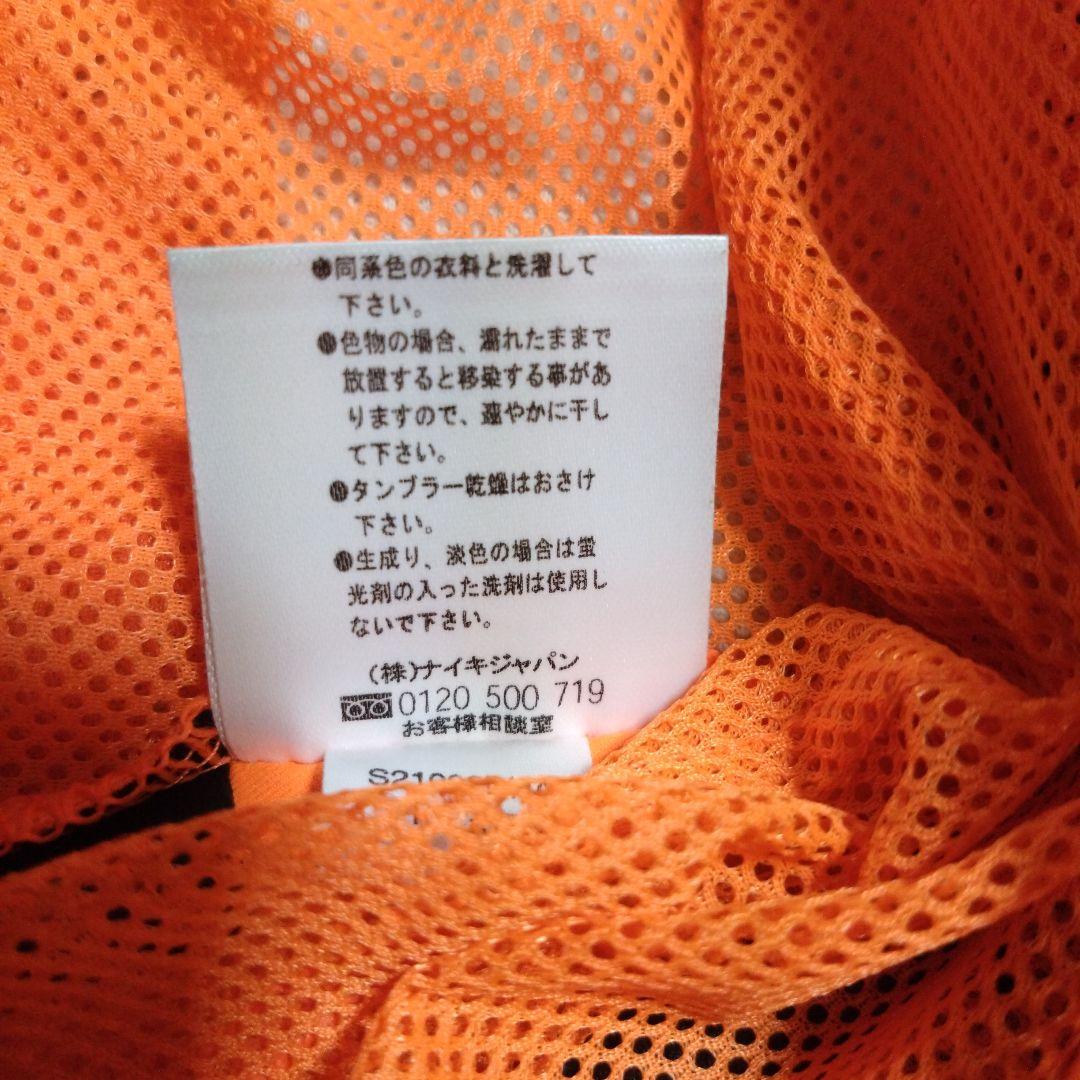 ●同系色の衣料と洗濯して
下さい。
●色物の場合、濡れたままで
放置すると移染する事があ
りますので、速やかに干し
て下さい。
●タンブラー乾燥はおさけ
下さい。
●生成り、淡色の場合は蛍
光剤の入った洗剤は使用し
ないで下さい。
(株)ナイキジャパン
0120 500 719
お客様相談室